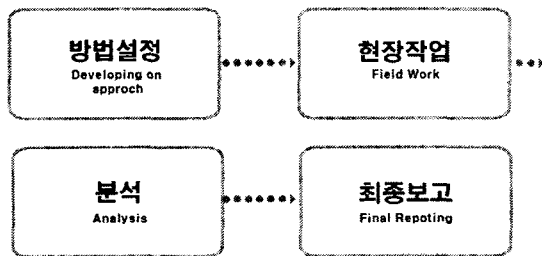 방법설정
Developing on
approch
현장작업
Field Work
분석
Analysis
최종보고
Final Repoting